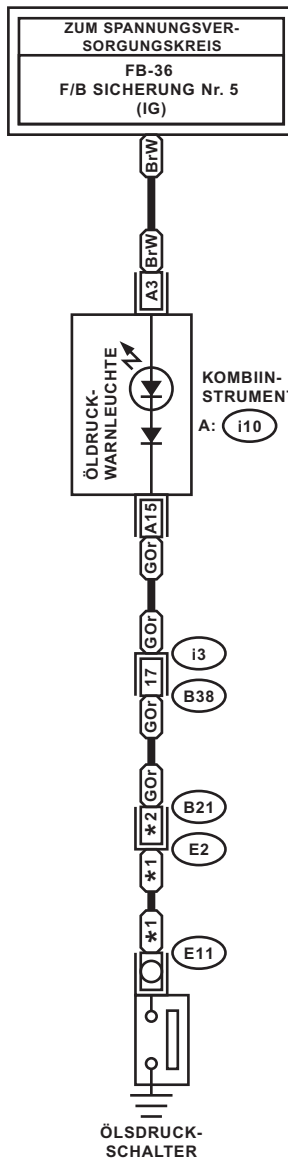 ZUM SPANNUNGSVER-
SORGUNGSKREIS
FB-36
F/B SICHERUNG Nr. 5
(IG)
BrW
BrW
A3
ÖLDRUCK-
WARNLEUCHTE
KOMBIIN-
STRUMENT
A: i10
A15
GOr
GOr
i3
17
B38
GOr
GOr
B21
*2
E2
*1
*1
E11
ÖLSDRUCK-
SCHALTER